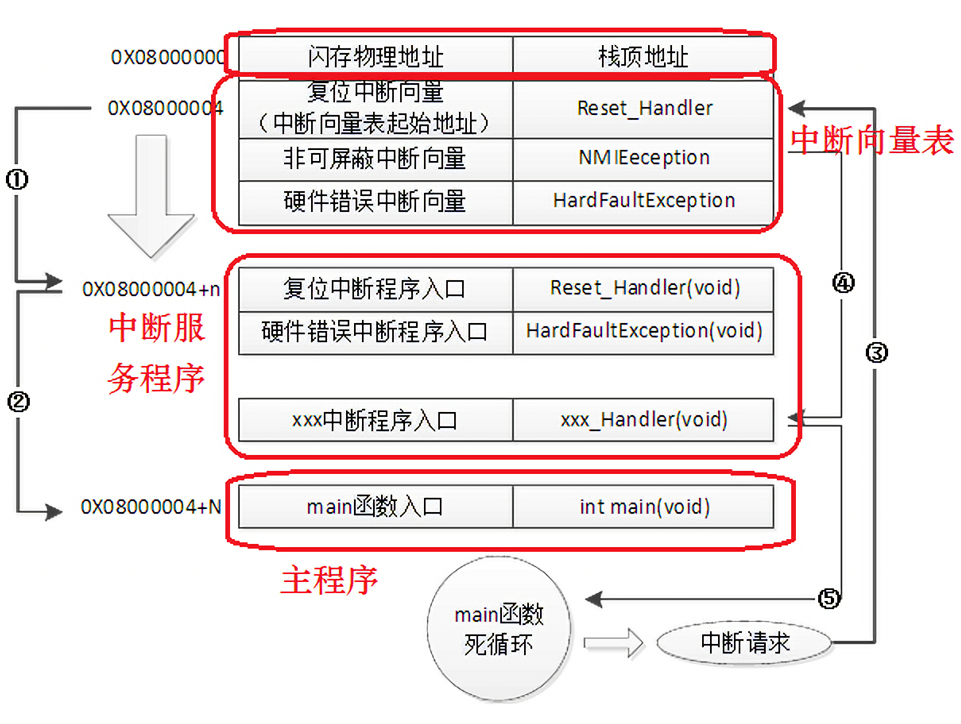 0X08000000
闪存物理地址
栈顶地址
0X08000004
复位中断向量
（中断向量表起始地址）
Reset_Handler
中断向量表
非可屏蔽中断向量
NMIEeception
①
硬件错误中断向量
HardFaultException
④
0X08000004+n
复位中断程序入口
Reset_Handler(void)
中断服
务程序
硬件错误中断程序入口
HardFaultException(void)
③
②
xxx中断程序入口
xxx_Handler(void)
0X08000004+N
main函数入口
int main(void)
主程序
⑤
main函数
死循环
中断请求